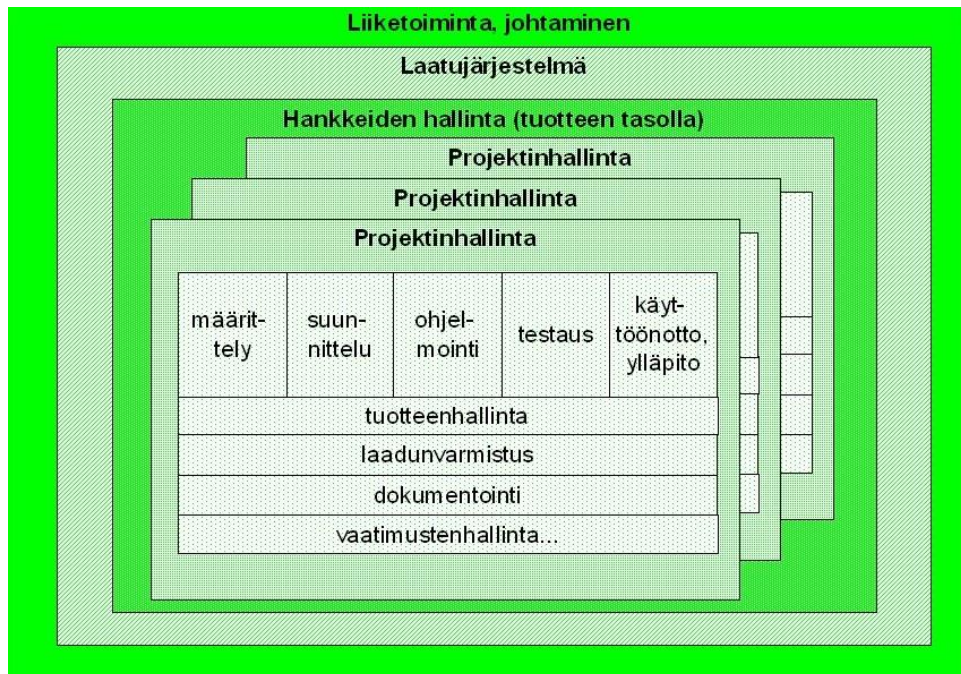 Liiketoiminta, johtaminen
Laatujärjestelmä
Hankkeiden hallinta (tuotteen tasolla)
Projektinhallinta
Projektinhallinta
Projektinhallinta
määrit-
tely
suun-
nittelu
ohjel-
mointi
testaus
käyt-
töönotto,
ylläpito
tuotteenhallinta
laadunvarmistus
dokumentointi
vaatimustenhallinta...